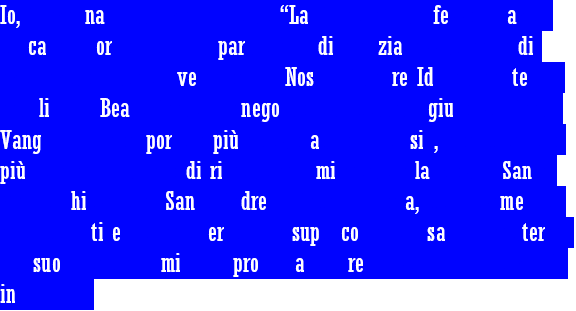 Io, na “La fe a
ca or par di zia di
ve Nos re Id te
li Bea nego giu
Vang por più a si ,
più di ri mi la San
hi San dre a, me
ti e er sup co sa ter
suo mi pro a re
in